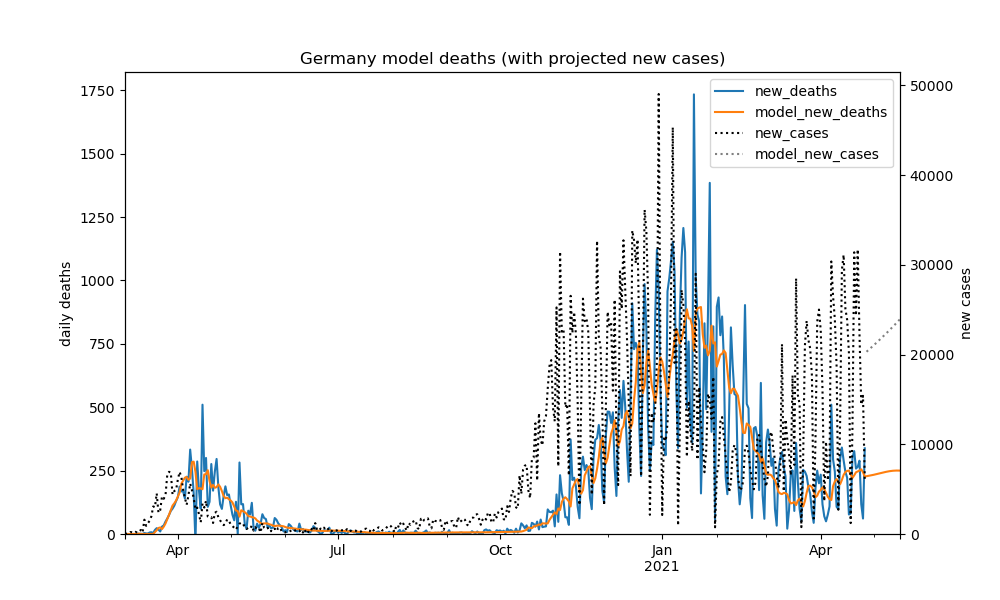 Germany model deaths (with projected new cases)
new_deaths
model_new_deaths
new_cases
model_new_cases
daily deaths
1750
1500
1250
1000
750
500
250
0
new cases
50000
40000
30000
20000
10000
0
Apr
Jul
Oct
Jan
2021
Apr